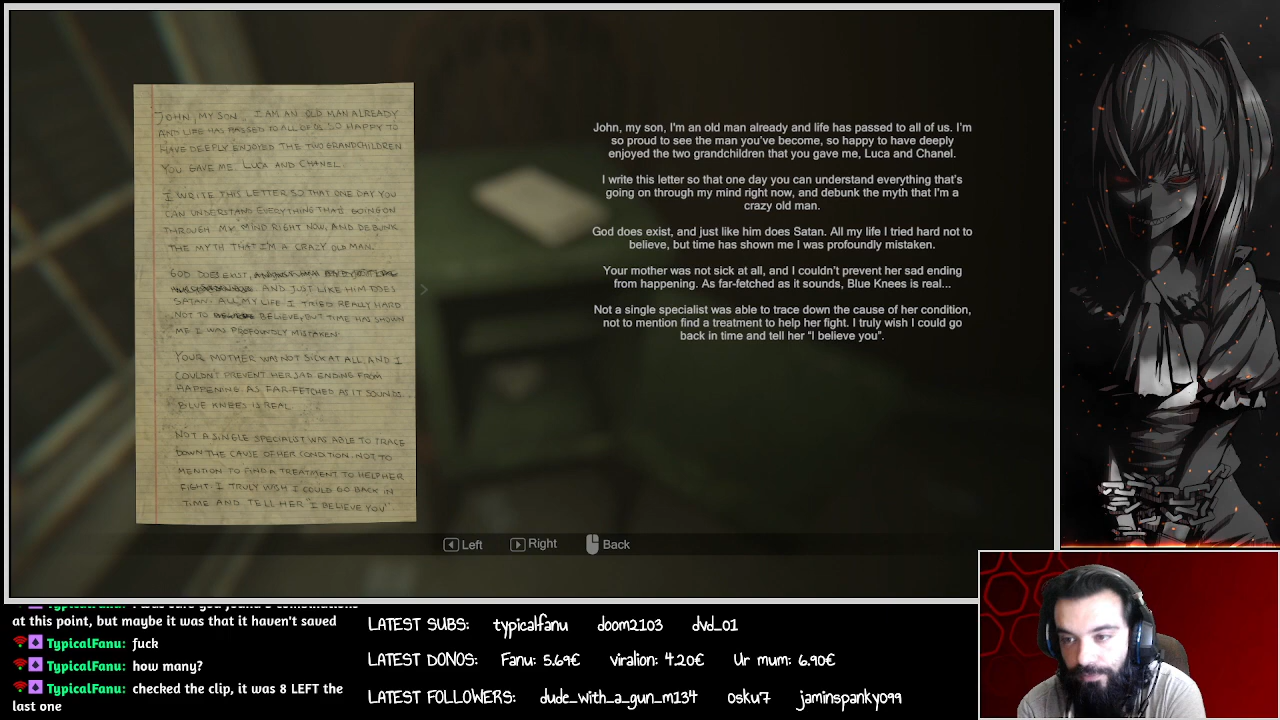 JOHN, MY SON I AM AN OLD MAN ALREADY
AND LIFE HAS PASSED TO ALL OF US SO HAPPY TO
HAVE DEEPLY ENJOYED THE TWO GRANDCHILDREN
YOU GAVE ME, LUCA AND CHANEL.
I WRITE THIS LETTER SO THAT ONE DAY YOU
CAN UNDERSTAND EVERYTHING THAT GOING ON
THROUGH MY MIND RIGHT NOW, AND DEBUNK
THE MYTH THAT I'M A CRAZY OLD MAN.
GOD DOES EXIST,
AND JUST LIKE HIM DOES
SATAN. ALL MY LIFE I TRIED REALLY HARD
NOT TO BELIEVE, BUT TIME HAS SHOWN
ME I WAS PROFOUNDLY MISTAKEN.
YOUR MOTHER WAS NOT SICK AT ALL, AND I
COULDN'T PREVENT HER SAD ENDING FROM
HAPPENING. AS FAR-FETCHED AS IT SOUNDS.
BLUE KNEES IS REAL
NOT A SINGLE SPECIALIST WAS ABLE TO TRACE
DOWN THE CAUSE OF HER CONDITION. NOT TO
MENTION TO FIND A TREATMENT TO HELP HER
FIGHT. I TRULY WISH I COULD GO BACK IN
TIME AND TELL HER "I BELIEVE YOU"
John, my son, I'm an old man already and life has passed to all of us. I'm
so proud to see the man you've become, so happy to have deeply
enjoyed the two grandchildren that you gave me, Luca and Chanel.
I write this letter so that one day you can understand everything that's
going on through my mind right now, and debunk the myth that I'm a
crazy old man.
God does exist, and just like him does Satan. All my life I tried hard not to
believe, but time has shown me I was profoundly mistaken.
Your mother was not sick at all, and I couldn't prevent her sad ending
from happening. As far-fetched as it sounds, Blue Knees is real...
Not a single specialist was able to trace down the cause of her condition,
not to mention find a treatment to help her fight. I truly wish I could go
back in time and tell her "I believe you".
Left Right Back
at this point, but maybe it was that it haven't saved
TypicalFanu: fuck
TypicalFanu: how many?
TypicalFanu: checked the clip, it was 8 LEFT the
last one
LATEST SUBS: typicalfanu doom2103 dvd_01
LATEST DONOS: Fanu: 5.69€ viralion: 4.20€ Ur mum: 6.90€
LATEST FOLLOWERS: dude_with_a_gun_m134 osku7 jaminspanky099